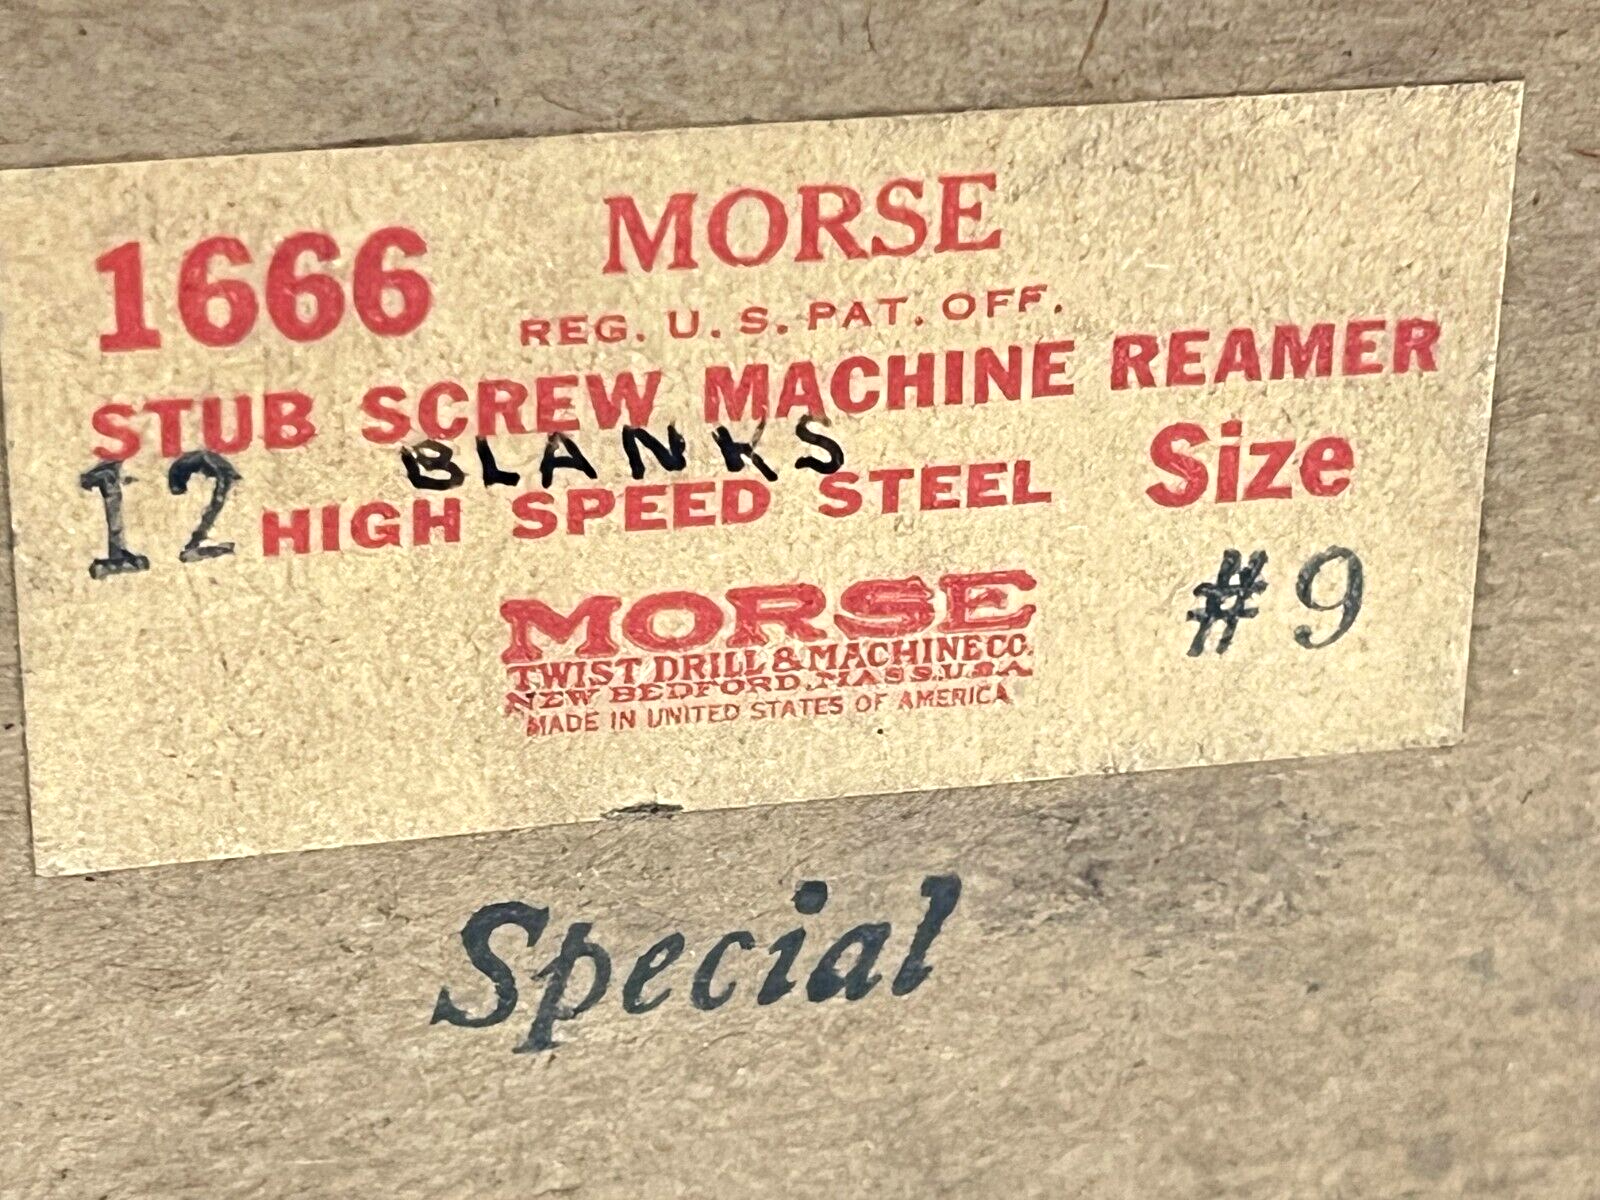 1666 MORSE
REG. U. S. PAT. OFF.
STUB SCREW MACHINE REAMER
BLANKS
12 HIGH SPEED STEEL Size
#9
MORSE
TWIST DRILL & MACHINE CO.
NEW BEDFORD, MASS. U.S.A.
MADE IN UNITED STATES OF AMERICA
Special